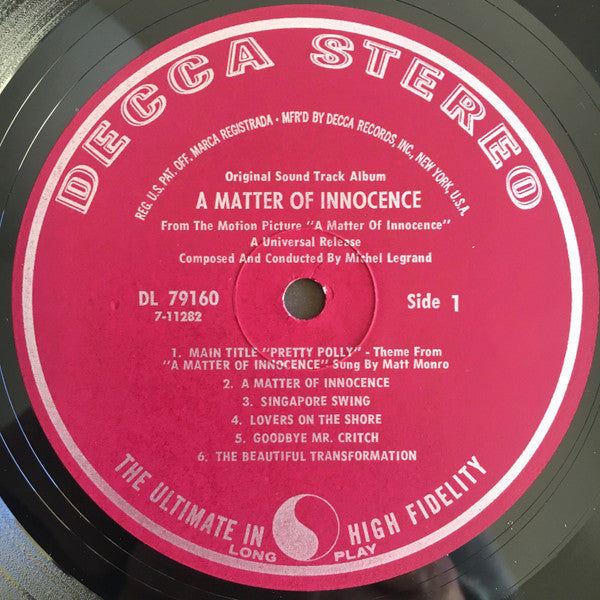 DECCA STEREO
REG. U.S. PAT. OFF. MARCA REGISTRADA • MFR'D BY DECCA RECORDS, INC., NEW YORK, U.S.A.
Original Sound Track Album
A MATTER OF INNOCENCE
From The Motion Picture "A Matter Of Innocence"
A Universal Release
Composed And Conducted By Michel Legrand
DL 79160
7-11282
Side 1
1. MAIN TITLE "PRETTY POLLY" - Theme From
"A MATTER OF INNOCENCE" Sung By Matt Monro
2. A MATTER OF INNOCENCE
3. SINGAPORE SWING
4. LOVERS ON THE SHORE
5. GOODBYE MR. CRITCH
6. THE BEAUTIFUL TRANSFORMATION
THE ULTIMATE IN HIGH FIDELITY
LONG PLAY